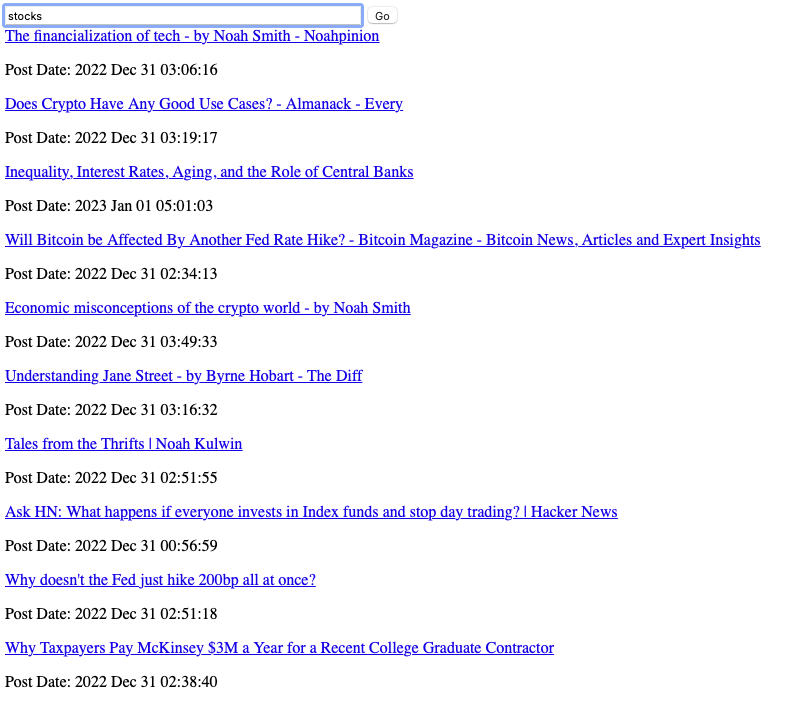 stocks Go
The financialization of tech - by Noah Smith - Noahpinion
Post Date: 2022 Dec 31 03:06:16
Does Crypto Have Any Good Use Cases? - Almanack - Every
Post Date: 2022 Dec 31 03:19:17
Inequality, Interest Rates, Aging, and the Role of Central Banks
Post Date: 2023 Jan 01 05:01:03
Will Bitcoin be Affected By Another Fed Rate Hike? - Bitcoin Magazine - Bitcoin News, Articles and Expert Insights
Post Date: 2022 Dec 31 02:34:13
Economic misconceptions of the crypto world - by Noah Smith
Post Date: 2022 Dec 31 03:49:33
Understanding Jane Street - by Byrne Hobart - The Diff
Post Date: 2022 Dec 31 03:16:32
Tales from the Thrifts | Noah Kulwin
Post Date: 2022 Dec 31 02:51:55
Ask HN: What happens if everyone invests in Index funds and stop day trading? | Hacker News
Post Date: 2022 Dec 31 00:56:59
Why doesn't the Fed just hike 200bp all at once?
Post Date: 2022 Dec 31 02:51:18
Why Taxpayers Pay McKinsey $3M a Year for a Recent College Graduate Contractor
Post Date: 2022 Dec 31 02:38:40